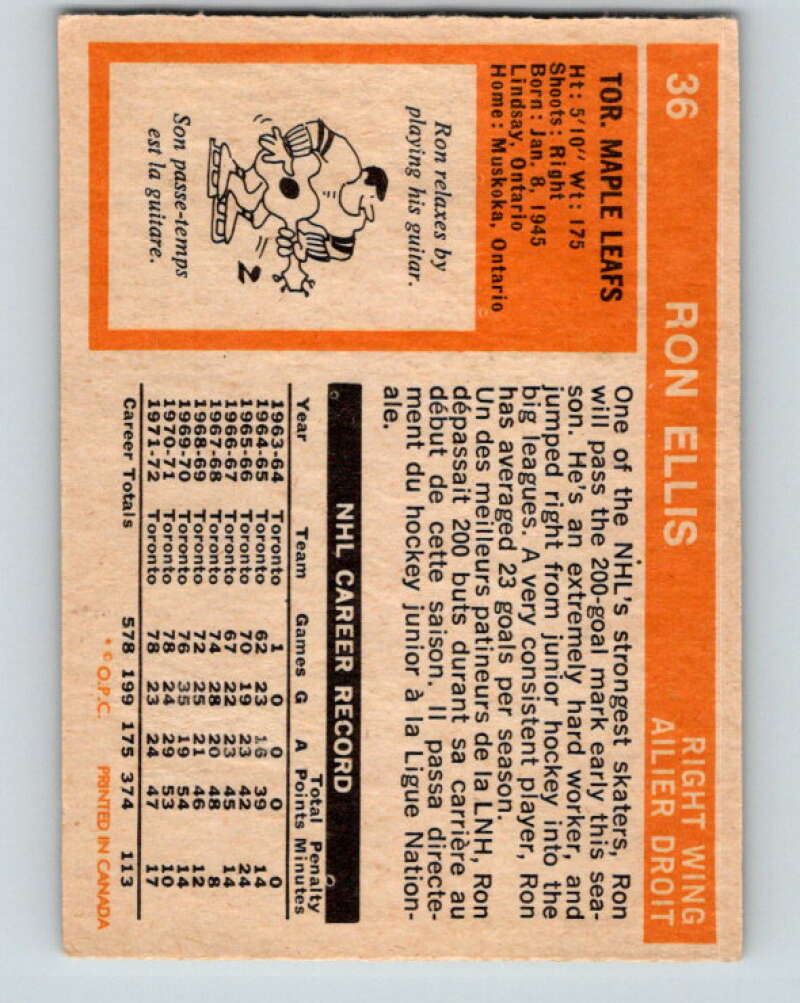 36 RON ELLIS RIGHT WING
AILIER DROIT
TOR. MAPLE LEAFS
Ht: 5'10" Wt: 175
Shoots: Right
Born: Jan. 8, 1945
Lindsay, Ontario
Home: Muskoka, Ontario
Ron relaxes by
playing his guitar.
Son passe-temps
est la guitare.
One of the NHL's strongest skaters, Ron
will pass the 200-goal mark early this sea-
son. He's an extremely hard worker, and
jumped right from junior hockey into the
big leagues. A very consistent player, Ron
has averaged 23 goals per season.
Un des meilleurs patineurs de la LNH, Ron
dépassait 200 buts durant sa carrière au
début de cette saison. Il passa directe-
ment du hockey junior à la Ligue Nation-
ale.
NHL CAREER RECORD
Total Penalty
Year Team Games G A Points Minutes
1963-64 Toronto 1 0 0 0 0
1964-65 Toronto 62 23 16 39 14
1965-66 Toronto 70 19 23 42 24
1966-67 Toronto 67 22 23 45 14
1967-68 Toronto 74 28 20 48 8
1968-69 Toronto 72 25 21 46 12
1969-70 Toronto 76 35 19 54 14
1970-71 Toronto 78 24 29 53 10
1971-72 Toronto 78 23 24 47 17
Career Totals 578 199 175 374 113
* © O.P.C. PRINTED IN CANADA